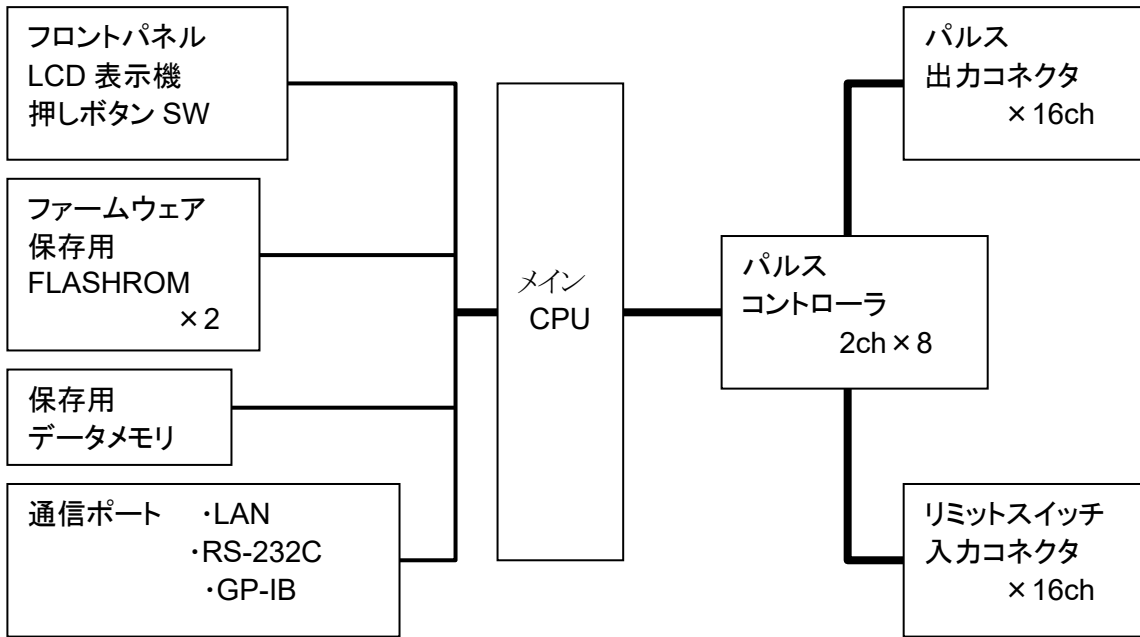 フロントパネル
LCD 表示機
押しボタン SW
ファームウェア
保存用
FLASHROM
×2
保存用
データメモリ
通信ポート ・LAN
・RS-232C
・GP-IB
メイン
CPU
パルス
コントローラ
2ch×8
パルス
出力コネクタ
×16ch
リミットスイッチ
入力コネクタ
×16ch